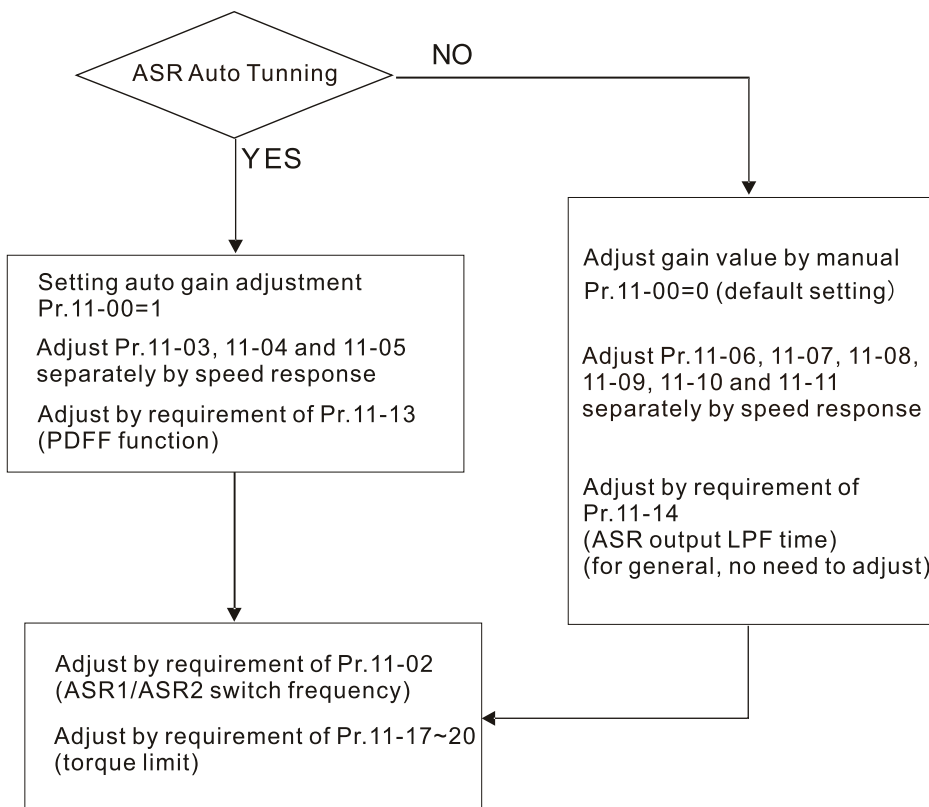 ASR Auto Tunning
NO
YES
Setting auto gain adjustment
Pr.11-00=1
Adjust Pr.11-03, 11-04 and 11-05
separately by speed response
Adjust by requirement of Pr.11-13
(PDFF function)
Adjust gain value by manual
Pr.11-00=0 (default setting)
Adjust Pr.11-06, 11-07, 11-08,
11-09, 11-10 and 11-11
separately by speed response
Adjust by requirement of
Pr.11-14
(ASR output LPF time)
(for general, no need to adjust)
Adjust by requirement of Pr.11-02
(ASR1/ASR2 switch frequency)
Adjust by requirement of Pr.11-17~20
(torque limit)